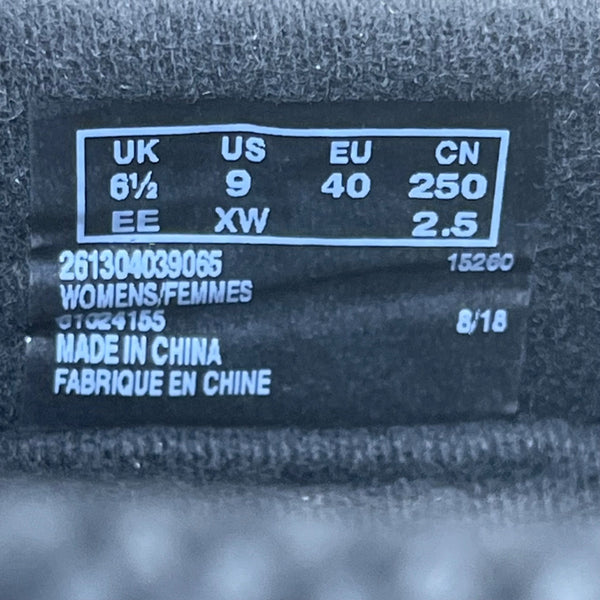 UK US EU CN
6½ 9 40 250
EE XW 2.5
261304039065 15260
WOMENS/FEMMES
61024155 8/18
MADE IN CHINA
FABRIQUE EN CHINE